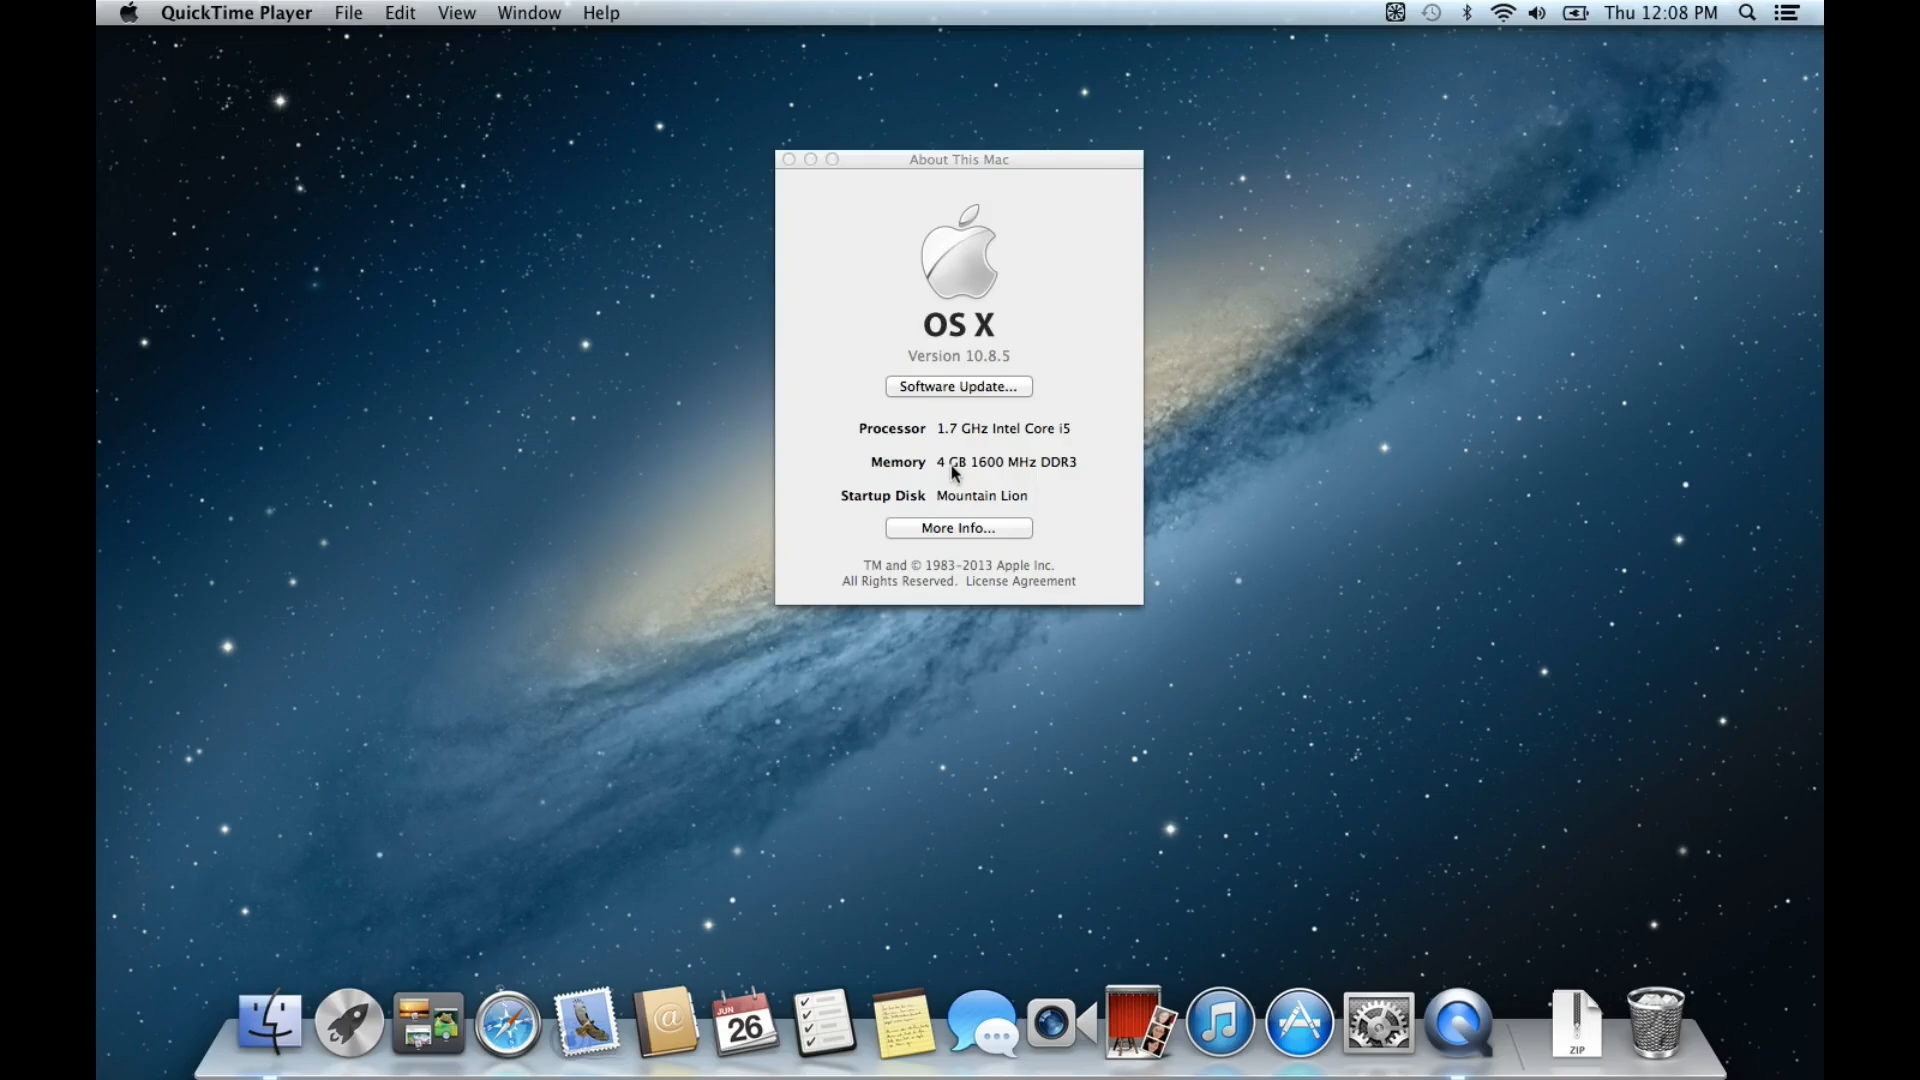 QuickTime Player File Edit View Window Help Thu 12:08 PM
About This Mac
OS X
Version 10.8.5
Software Update...
Processor 1.7 GHz Intel Core i5
Memory 4 GB 1600 MHz DDR3
Startup Disk Mountain Lion
More Info...
TM and © 1983-2013 Apple Inc.
All Rights Reserved. License Agreement
JUN
26
@
ZIP